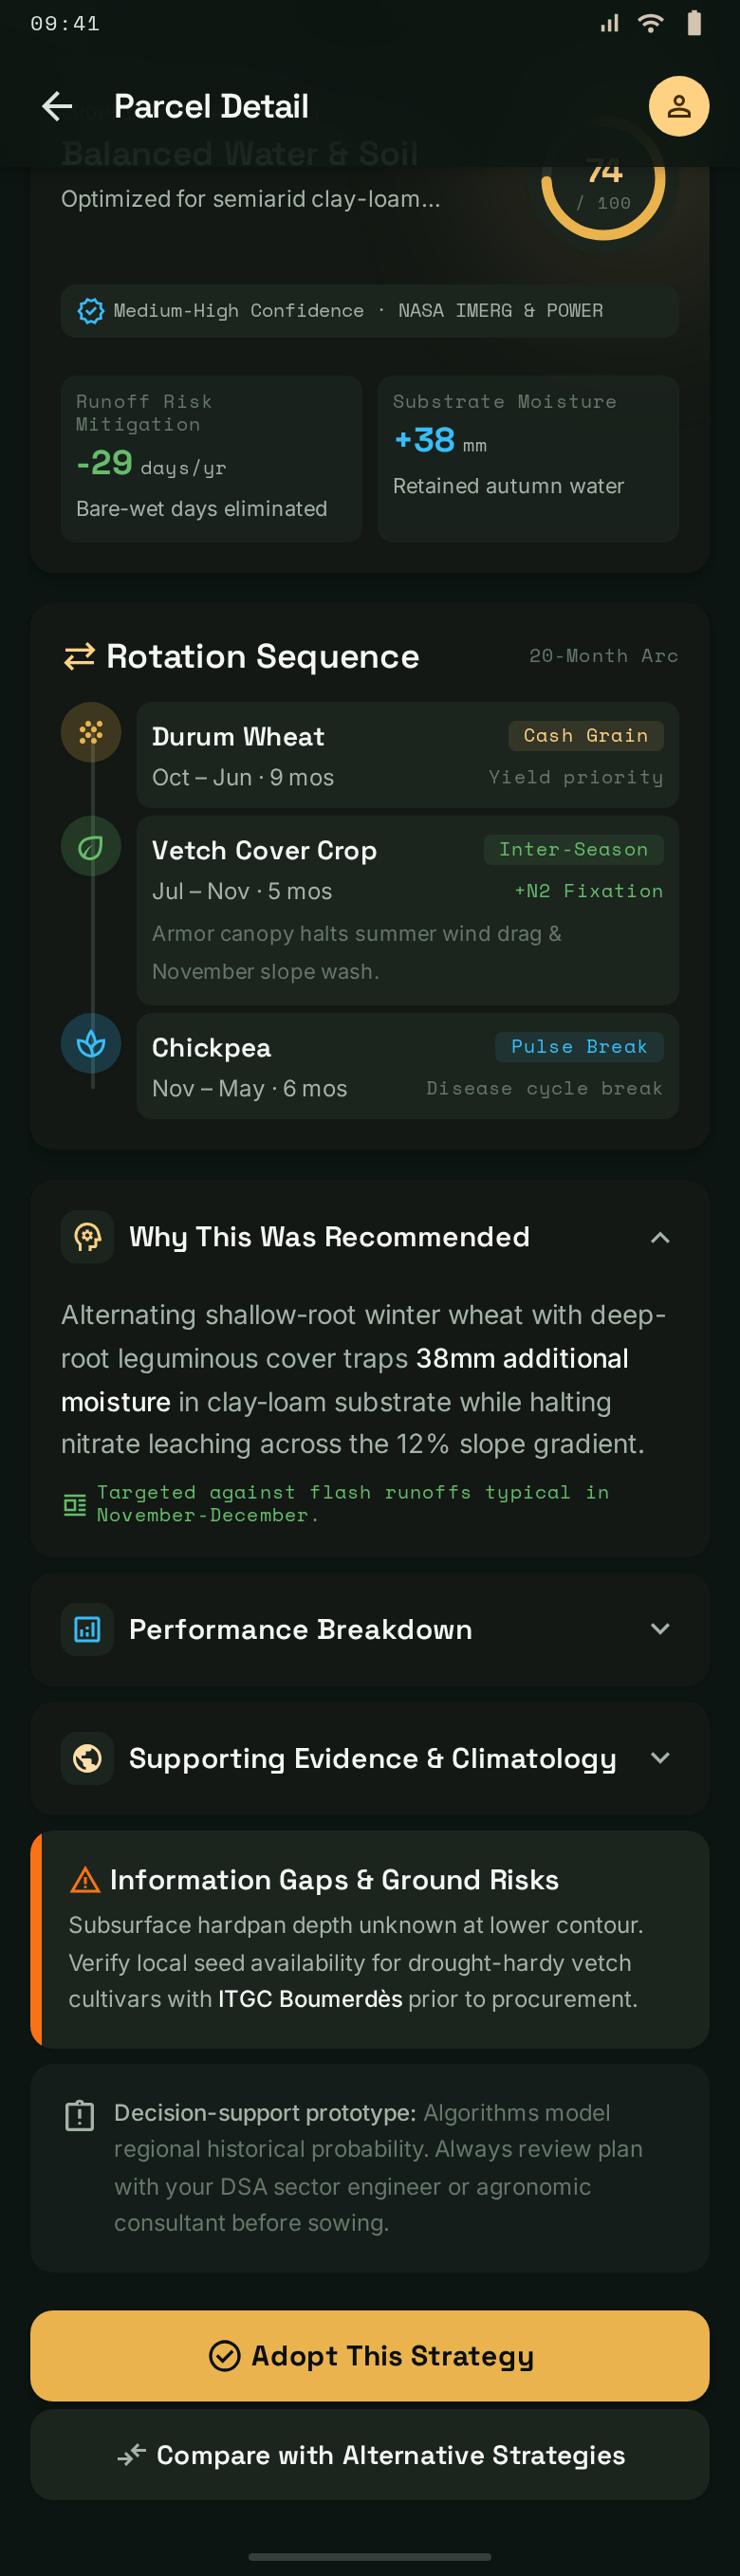 09:41
Parcel Detail
Balanced Water & Soil
74
Optimized for semiarid clay-loam...
/ 100
Medium-High Confidence · NASA IMERG & POWER
Runoff Risk
Mitigation
-29 days/yr
Bare-wet days eliminated
Substrate Moisture
+38 mm
Retained autumn water
Rotation Sequence
20-Month Arc
Durum Wheat
Cash Grain
Oct – Jun · 9 mos
Yield priority
Vetch Cover Crop
Inter-Season
Jul – Nov · 5 mos
+N2 Fixation
Armor canopy halts summer wind drag &
November slope wash.
Chickpea
Pulse Break
Nov – May · 6 mos
Disease cycle break
Why This Was Recommended
Alternating shallow-root winter wheat with deep-
root leguminous cover traps 38mm additional
moisture in clay-loam substrate while halting
nitrate leaching across the 12% slope gradient.
Targeted against flash runoffs typical in
November-December.
Performance Breakdown
Supporting Evidence & Climatology
Information Gaps & Ground Risks
Subsurface hardpan depth unknown at lower contour.
Verify local seed availability for drought-hardy vetch
cultivars with ITGC Boumerdès prior to procurement.
Decision-support prototype: Algorithms model
regional historical probability. Always review plan
with your DSA sector engineer or agronomic
consultant before sowing.
Adopt This Strategy
Compare with Alternative Strategies